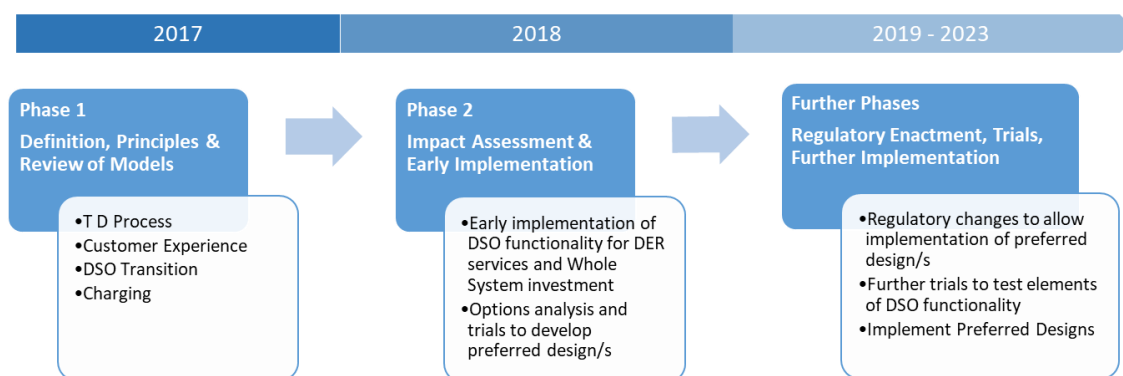 2017
2018
2019 - 2023
Phase 1
Definition, Principles &
Review of Models
•T D Process
•Customer Experience
•DSO Transition
•Charging
Phase 2
Impact Assessment &
Early Implementation
•Early implementation of
DSO functionality for DER
services and Whole
System investment
•Options analysis and
trials to develop
preferred design/s
Further Phases
Regulatory Enactment, Trials,
Further Implementation
•Regulatory changes to allow
implementation of preferred
design/s
•Further trials to test elements
of DSO functionality
•Implement Preferred Designs